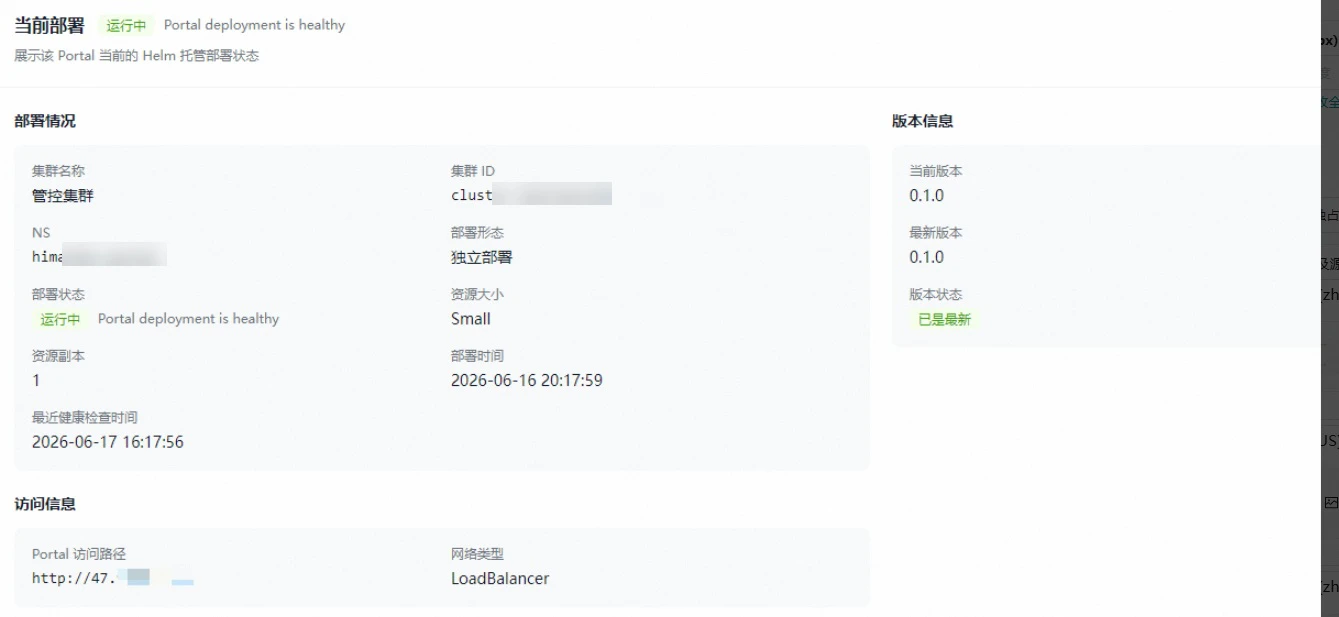 当前部署 运行中 Portal deployment is healthy
展示该 Portal 当前的 Helm 托管部署状态
部署情况
集群名称 集群 ID
管控集群 clust
NS 部署形态
hima 独立部署
部署状态 资源大小
运行中 Portal deployment is healthy Small
资源副本 部署时间
1 2026-06-16 20:17:59
最近健康检查时间
2026-06-17 16:17:56
访问信息
Portal 访问路径 网络类型
http://47. LoadBalancer
版本信息
当前版本
0.1.0
最新版本
0.1.0
版本状态
已是最新